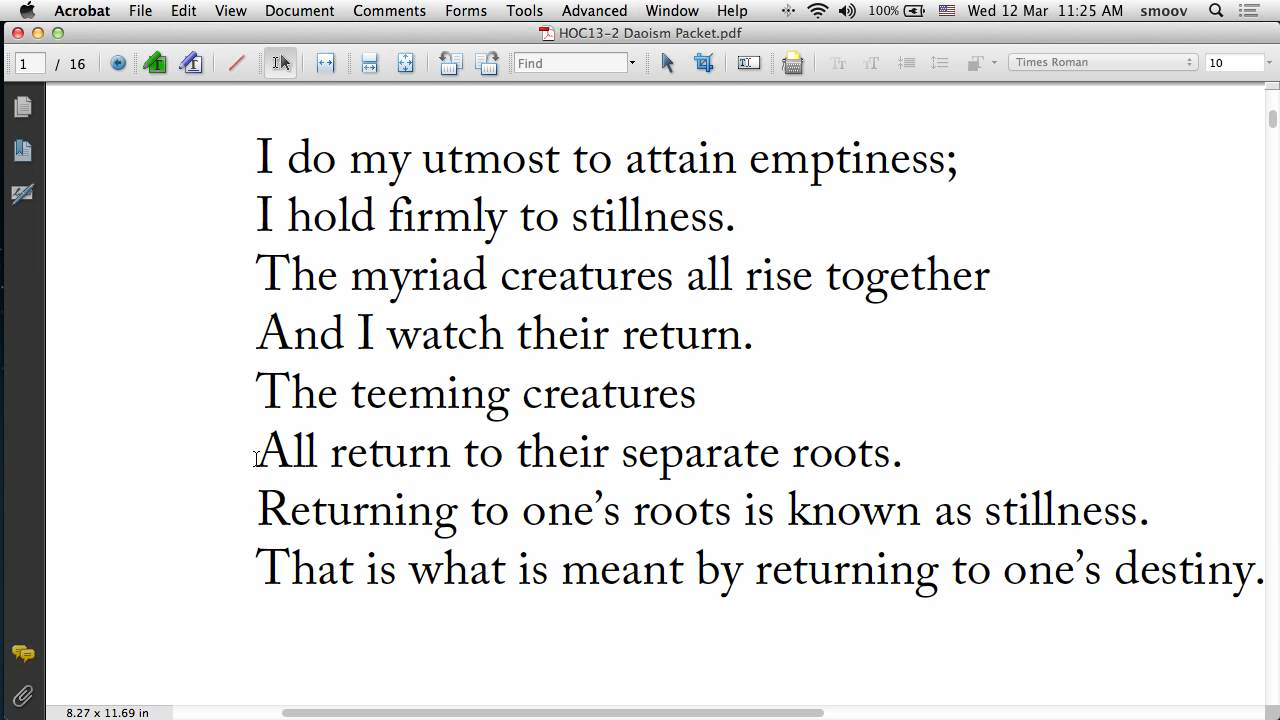 Acrobat File Edit View Document Comments Forms Tools Advanced Window Help 100% Wed 12 Mar 11:25 AM smoov
HOC13-2 Daoism Packet.pdf
1 / 16 Find Times Roman 10
I do my utmost to attain emptiness;
I hold firmly to stillness.
The myriad creatures all rise together
And I watch their return.
The teeming creatures
All return to their separate roots.
Returning to one’s roots is known as stillness.
That is what is meant by returning to one’s destiny.
8.27 x 11.69 in